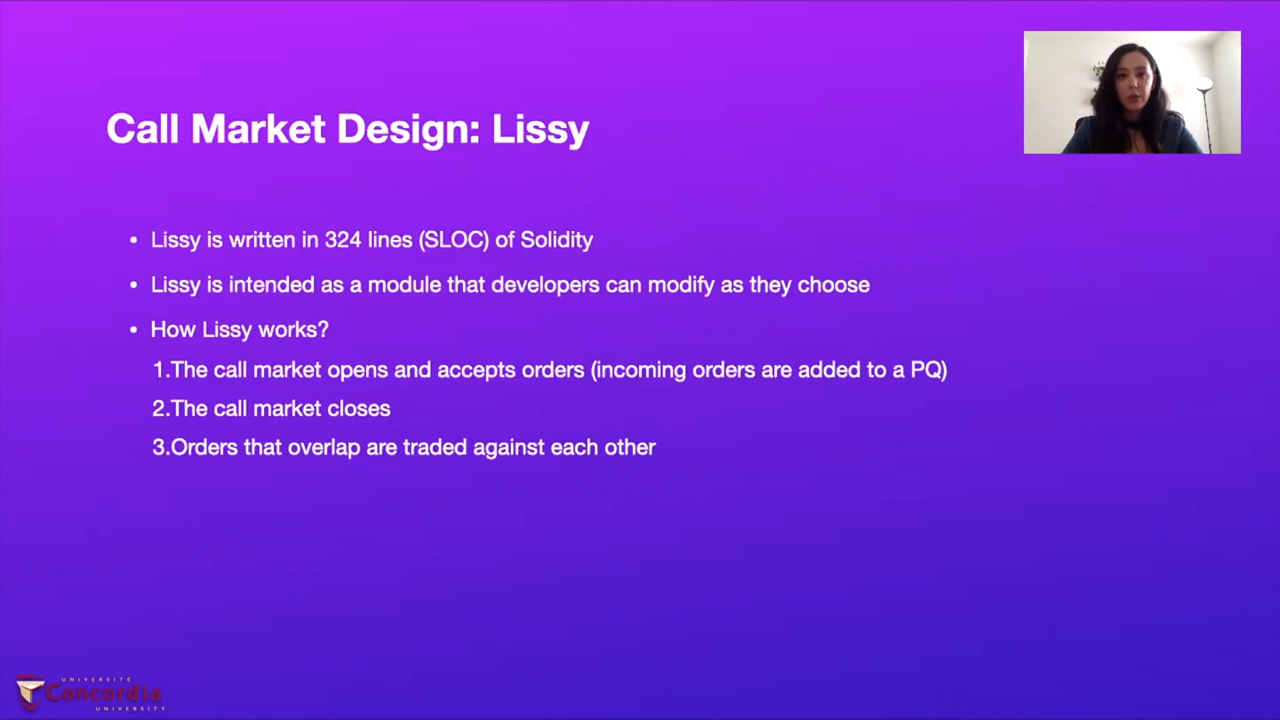 Call Market Design: Lissy
• Lissy is written in 324 lines (SLOC) of Solidity
• Lissy is intended as a module that developers can modify as they choose
• How Lissy works?
1.The call market opens and accepts orders (incoming orders are added to a PQ)
2.The call market closes
3.Orders that overlap are traded against each other
UNIVERSITÉ
Concordia
UNIVERSITY